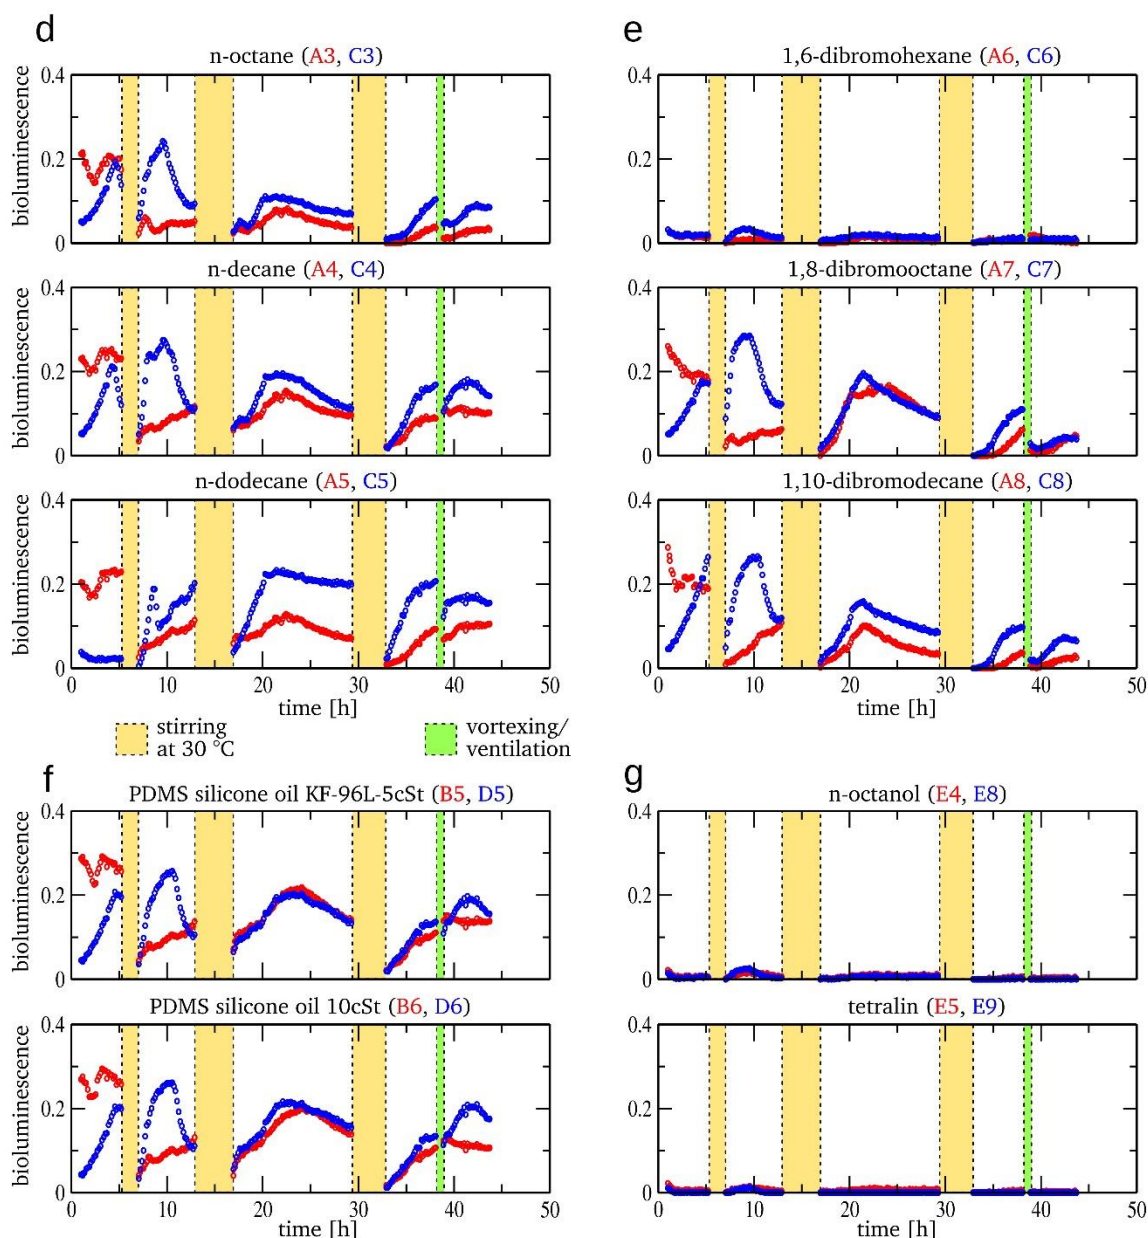 d
n-octane (A3, C3)
bioluminescence
0.4
0.2
0
n-decane (A4, C4)
bioluminescence
0.4
0.2
0
n-dodecane (A5, C5)
bioluminescence
0.4
0.2
0
0 10 20 30 40 50
time [h]
e
1,6-dibromohexane (A6, C6)
0.4
0.2
0
1,8-dibromooctane (A7, C7)
0.4
0.2
0
1,10-dibromodecane (A8, C8)
0.4
0.2
0
0 10 20 30 40 50
time [h]
stirring
at 30 °C
vortexing/
ventilation
f
PDMS silicone oil KF-96L-5cSt (B5, D5)
bioluminescence
0.4
0.2
0
PDMS silicone oil 10cSt (B6, D6)
bioluminescence
0.4
0.2
0
0 10 20 30 40 50
time [h]
g
n-octanol (E4, E8)
0.4
0.2
0
tetralin (E5, E9)
0.4
0.2
0
0 10 20 30 40 50
time [h]